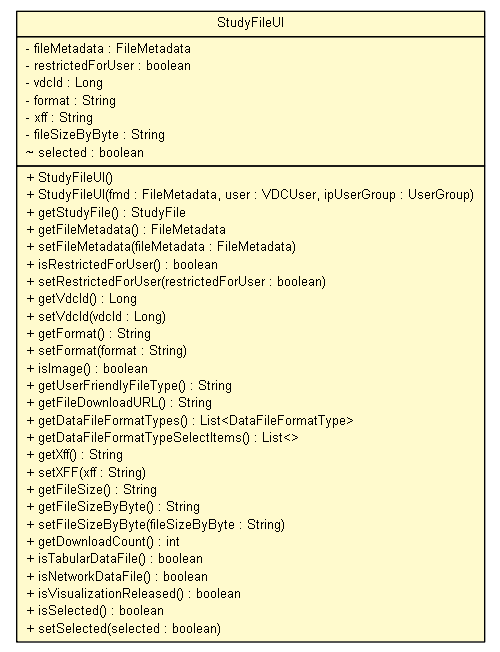 StudyFileUI
- fileMetadata : FileMetadata
- restrictedForUser : boolean
- vdcId : Long
- format : String
- xff : String
- fileSizeByByte : String
~ selected : boolean
+ StudyFileUI()
+ StudyFileUI(fmd : FileMetadata, user : VDCUser, ipUserGroup : UserGroup)
+ getStudyFile() : StudyFile
+ getFileMetadata() : FileMetadata
+ setFileMetadata(fileMetadata : FileMetadata)
+ isRestrictedForUser() : boolean
+ setRestrictedForUser(restrictedForUser : boolean)
+ getVdcId() : Long
+ setVdcId(vdcId : Long)
+ getFormat() : String
+ setFormat(format : String)
+ isImage() : boolean
+ getUserFriendlyFileType() : String
+ getFileDownloadURL() : String
+ getDataFileFormatTypes() : List<DataFileFormatType>
+ getDataFileFormatTypeSelectItems() : List<>
+ getXff() : String
+ setXFF(xff : String)
+ getFileSize() : String
+ getFileSizeByByte() : String
+ setFileSizeByByte(fileSizeByByte : String)
+ getDownloadCount() : int
+ isTabularDataFile() : boolean
+ isNetworkDataFile() : boolean
+ isVisualizationReleased() : boolean
+ isSelected() : boolean
+ setSelected(selected : boolean)